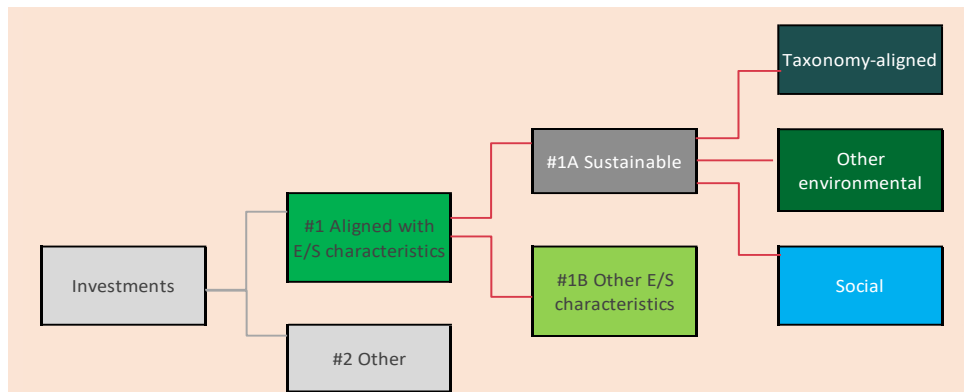 Taxonomy-aligned
#1A Sustainable
Other
environmental
#1 Aligned with
E/S characteristics
Investments
#1B Other E/S
characteristics
Social
#2 Other